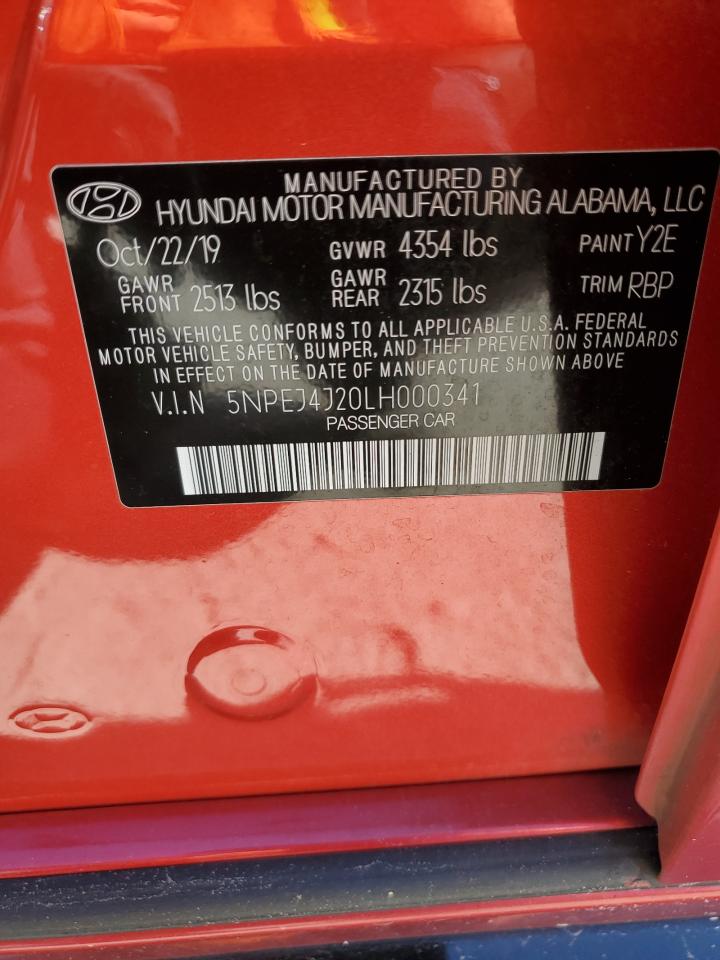 MANUFACTURED BY
HYUNDAI MOTOR MANUFACTURING ALABAMA, LLC
Oct/22/19 GVWR 4354 lbs PAINT Y2E
GAWR FRONT 2513 lbs GAWR REAR 2315 lbs TRIM RBP
THIS VEHICLE CONFORMS TO ALL APPLICABLE U.S.A. FEDERAL
MOTOR VEHICLE SAFETY, BUMPER, AND THEFT PREVENTION STANDARDS
IN EFFECT ON THE DATE OF MANUFACTURE SHOWN ABOVE
V.I.N 5NPEJ4J20LH000341
PASSENGER CAR